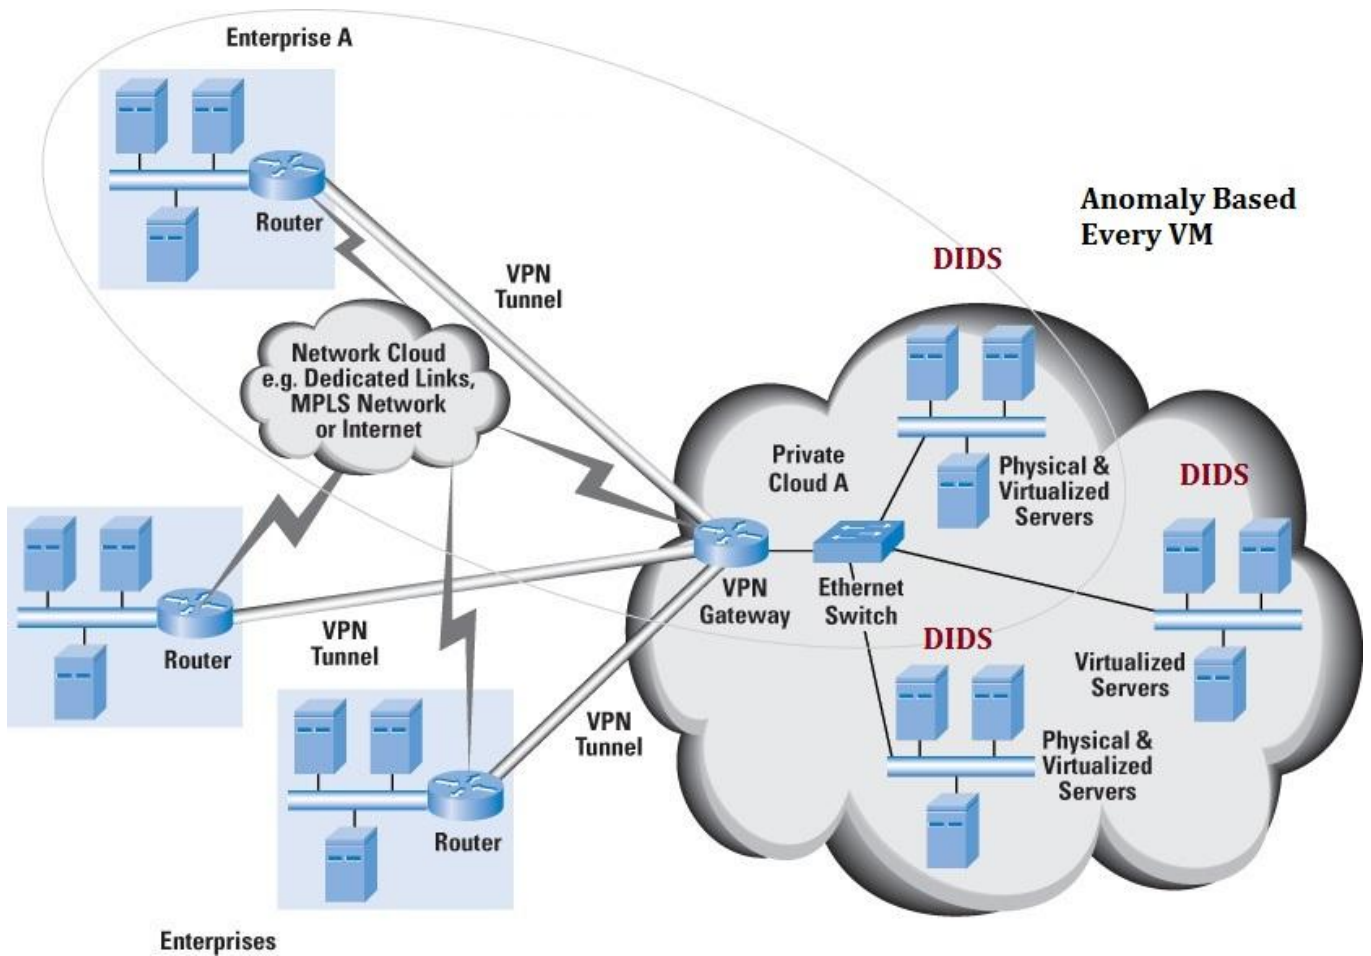 Enterprise A
Router
VPN
Tunnel
Network Cloud
e.g. Dedicated Links,
MPLS Network
or Internet
Anomaly Based
Every VM
DIDS
Private
Cloud A
Physical &
Virtualized
Servers
DIDS
VPN
Gateway
Ethernet
Switch
Router
VPN
Tunnel
DIDS
Virtualized
Servers
VPN
Tunnel
Physical &
Virtualized
Servers
Router
Enterprises